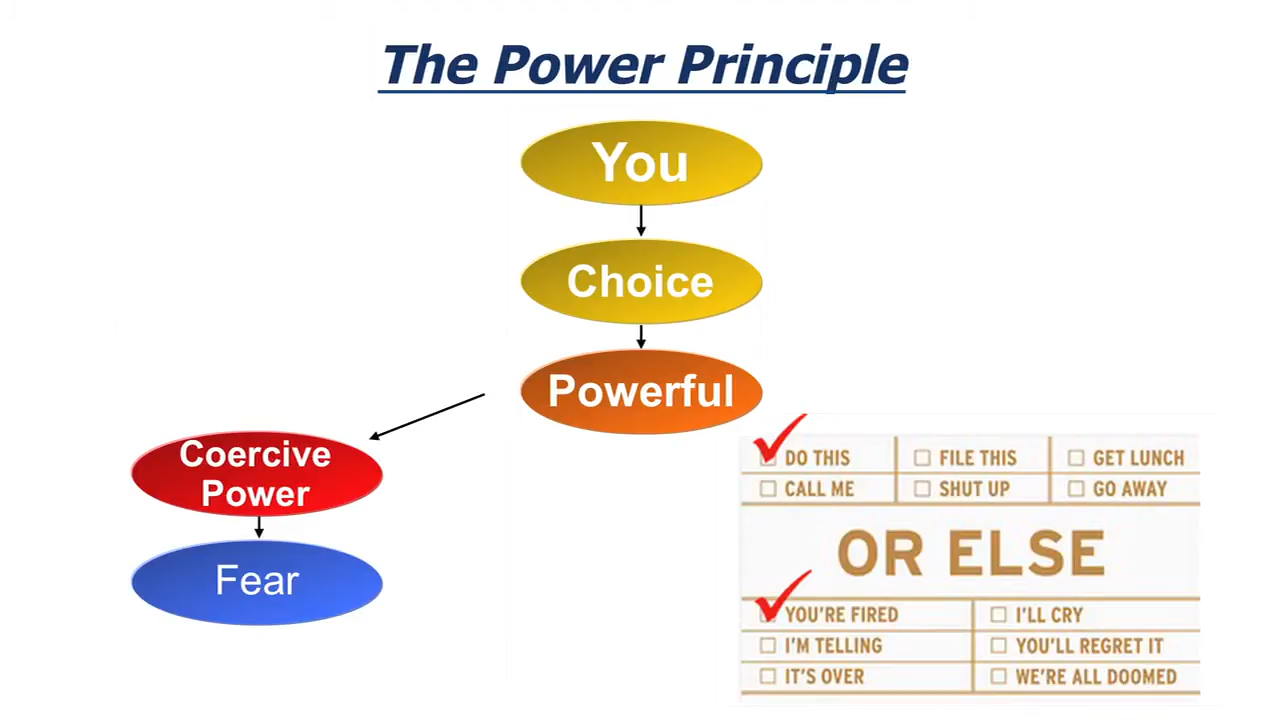 The Power Principle
You
Choice
Powerful
Coercive
Power
Fear
DO THIS FILE THIS GET LUNCH
CALL ME SHUT UP GO AWAY
OR ELSE
YOU'RE FIRED I'LL CRY
I'M TELLING YOU'LL REGRET IT
IT'S OVER WE'RE ALL DOOMED